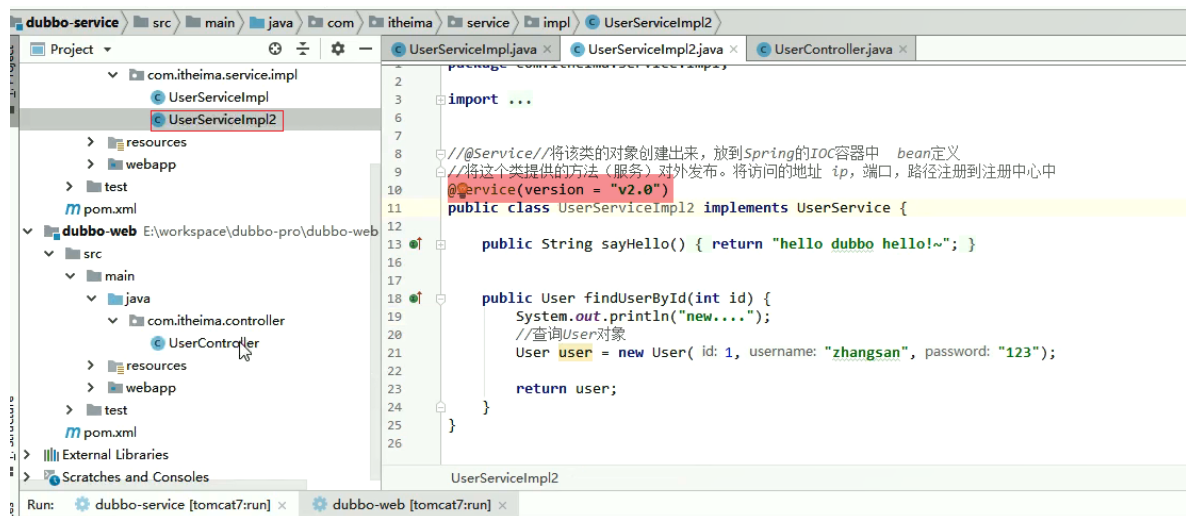 dubbo-service src main java com itheima service impl UserServiceImpl2
Project
UserServiceImpl.java UserServiceImpl2.java UserController.java
com.itheima.service.impl
UserServiceImpl
UserServiceImpl2
resources
webapp
test
pom.xml
dubbo-web E:\workspace\dubbo-pro\dubbo-web
src
main
java
com.itheima.controller
UserController
resources
webapp
test
pom.xml
External Libraries
Scratches and Consoles
package com.itheima.service.impl;
2
3 import ...
6
7
8 //@Service//将该类的对象创建出来，放到Spring的IOC容器中 bean定义
9 //将这个类提供的方法（服务）对外发布。将访问的地址 ip，端口，路径注册到注册中心中
10 @Service(version = "v2.0")
11 public class UserServiceImpl2 implements UserService {
12
13 public String sayHello() { return "hello dubbo hello!~"; }
16
17
18 public User findUserById(int id) {
19 System.out.println("new....");
20 //查询User对象
21 User user = new User( id: 1, username: "zhangsan", password: "123");
22
23 return user;
24 }
25 }
26
UserServiceImpl2
Run: dubbo-service [tomcat7:run] dubbo-web [tomcat7:run]